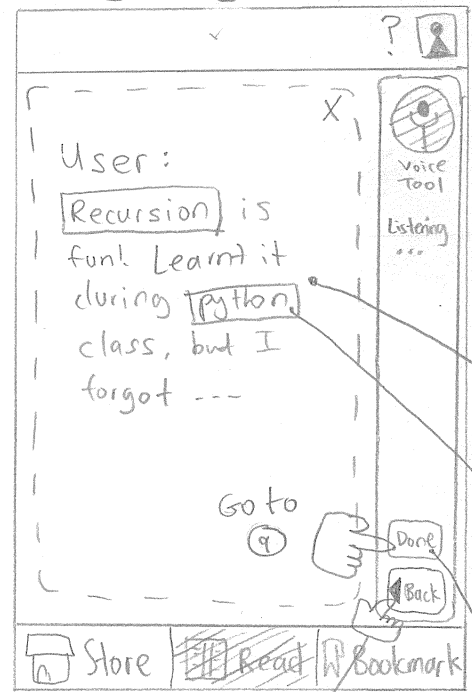 ?
X
User:
Recursion is
fun! Learnt it
during python
class, but I
forgot ---
Voice
Tool
Listening
...
Go to
9
Done
Back
Store
Read
Bookmark